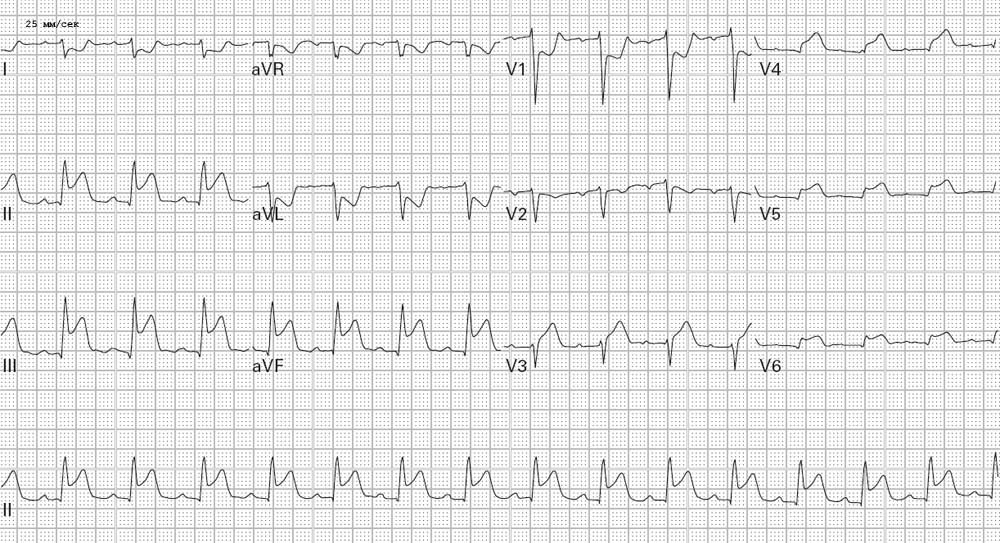 25 мм/сек
I aVR V1 V4
II aVL V2 V5
III aVF V3 V6
II